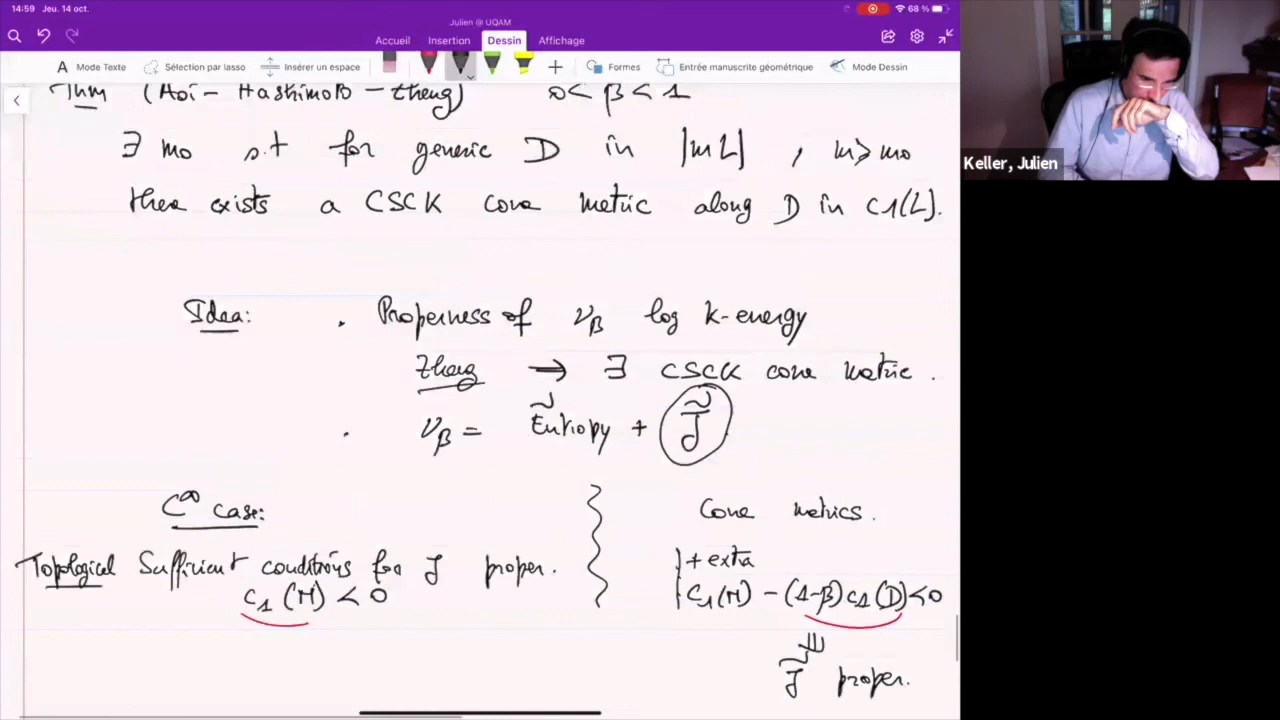 14:59 Jeu. 14 oct.
68 %
Julien @ UQAM
Accueil Insertion Dessin Affichage
Mode Texte Sélection par lasso Insérer un espace Formes Entrée manuscrite géométrique Mode Dessin
Thm (Aoi - Hashimoto - Zheng) 0 < β < 1
∃ m0 s.t for generic D in |mL| , m ≥ m0
there exists a CSCK cone metric along D in C1(L).
Idea: . Properness of ν_β log K-energy
Zheng → ∃ CSCK cone metric .
. ν_β = Entropy + J̃
C^∞ case:
Cone metrics.
Topological Sufficient conditions for J proper.
C1(M) < 0
+ extra
C1(M) - (1-β)C1(D) < 0
J̃ proper.
Keller, Julien